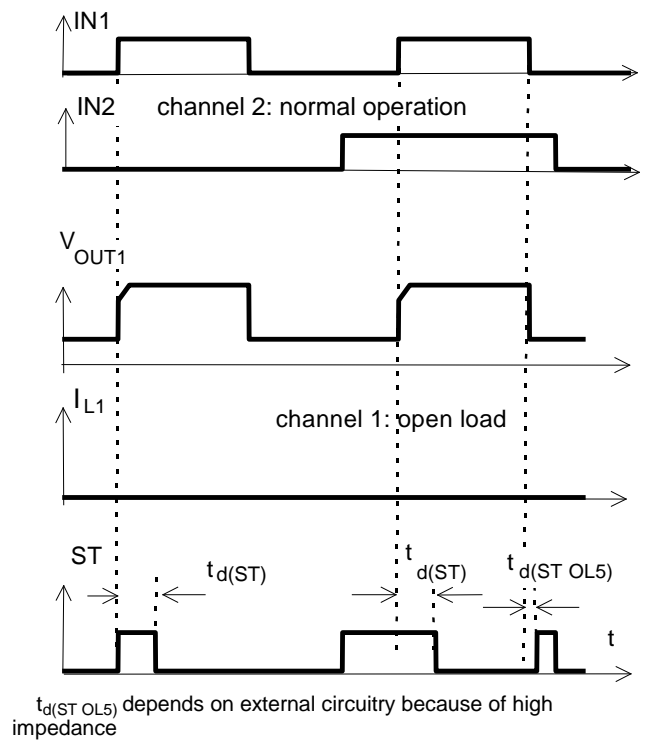 IN1
IN2 channel 2: normal operation
VOUT1
IL1
channel 1: open load
ST
td(ST)
td(ST)
td(ST OL5)
t
td(ST OL5) depends on external circuitry because of high
impedance